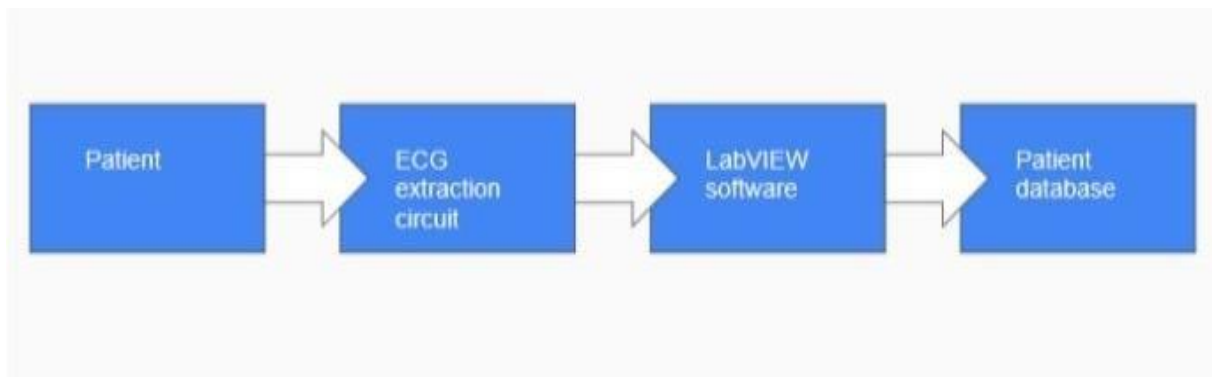 Patient
ECG
extraction
circuit
LabVIEW
software
Patient
database